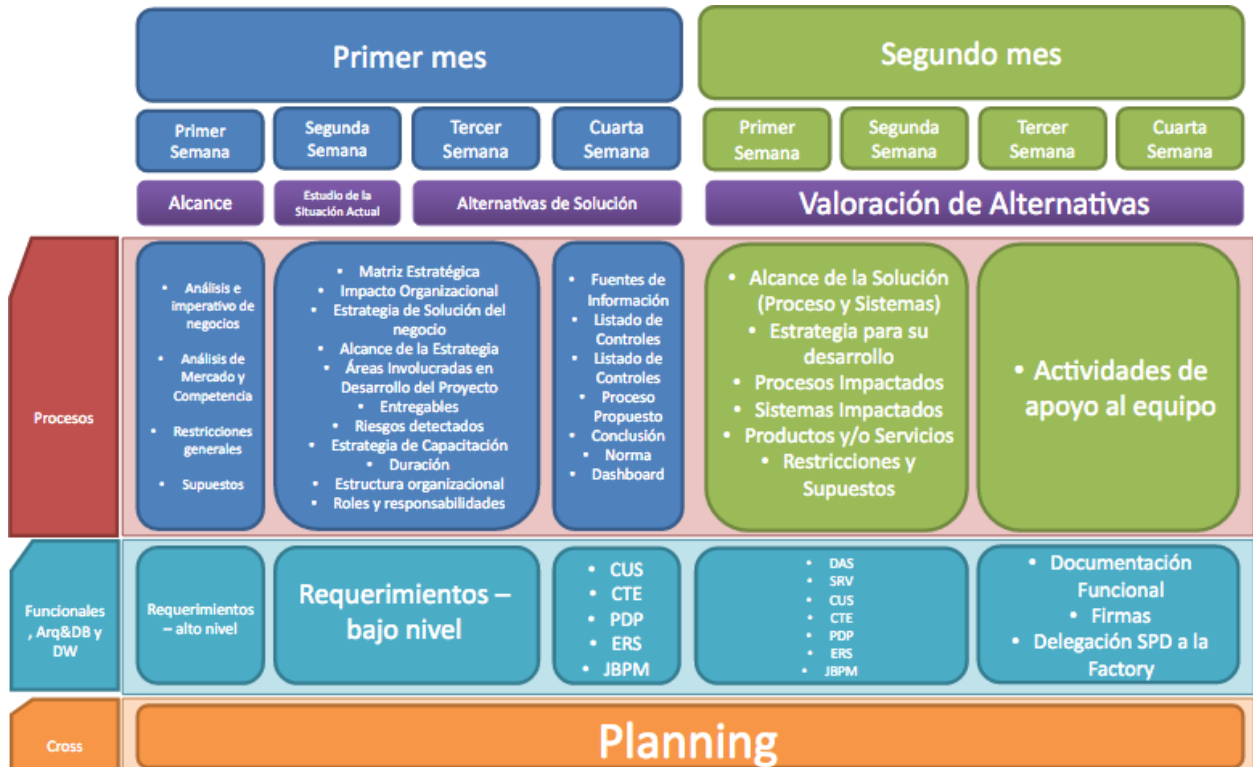 Primer mes
Segundo mes
Primer
Semana
Segunda
Semana
Tercer
Semana
Cuarta
Semana
Primer
Semana
Segunda
Semana
Tercer
Semana
Cuarta
Semana
Alcance
Estudio de la
Situación Actual
Alternativas de Solución
Valoración de Alternativas
Procesos
• Análisis e
imperativo de
negocios
• Análisis de
Mercado y
Competencia
• Restricciones
generales
• Supuestos
• Matriz Estratégica
• Impacto Organizacional
• Estrategia de Solución del
negocio
• Alcance de la Estrategia
• Áreas Involucradas en
Desarrollo del Proyecto
• Entregables
• Riesgos detectados
• Estrategia de Capacitación
• Duración
• Estructura organizacional
• Roles y responsabilidades
• Fuentes de
Información
• Listado de
Controles
• Listado de
Controles
• Proceso
Propuesto
• Conclusión
• Norma
• Dashboard
• Alcance de la Solución
(Proceso y Sistemas)
• Estrategia para su
desarrollo
• Procesos Impactados
• Sistemas Impactados
• Productos y/o Servicios
• Restricciones y
Supuestos
• Actividades de
apoyo al equipo
Funcionales
, Arq&DB y
DW
Requerimientos
– alto nivel
Requerimientos –
bajo nivel
• CUS
• CTE
• PDP
• ERS
• JBPM
• DAS
• SRV
• CUS
• CTE
• PDP
• ERS
• JBPM
• Documentación
Funcional
• Firmas
• Delegación SPD a la
Factory
Cross
Planning